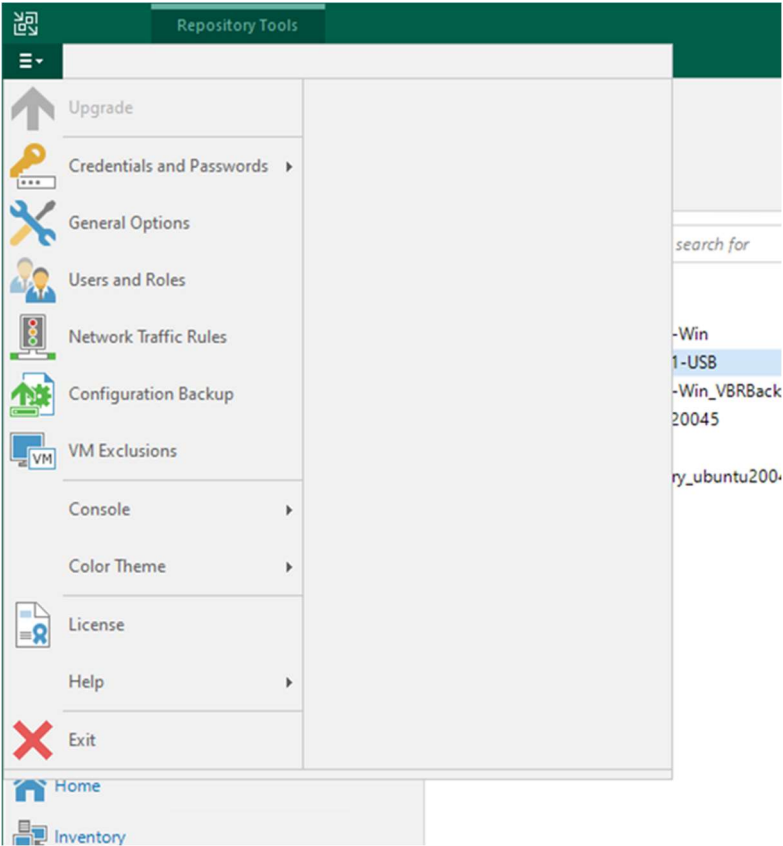 Repository Tools
Upgrade
Credentials and Passwords
General Options
search for
Users and Roles
Network Traffic Rules
-Win
1-USB
Configuration Backup
-Win_VBRBack
20045
VM Exclusions
VM
ry_ubuntu200
Console
Color Theme
License
Help
Exit
Home
Inventory